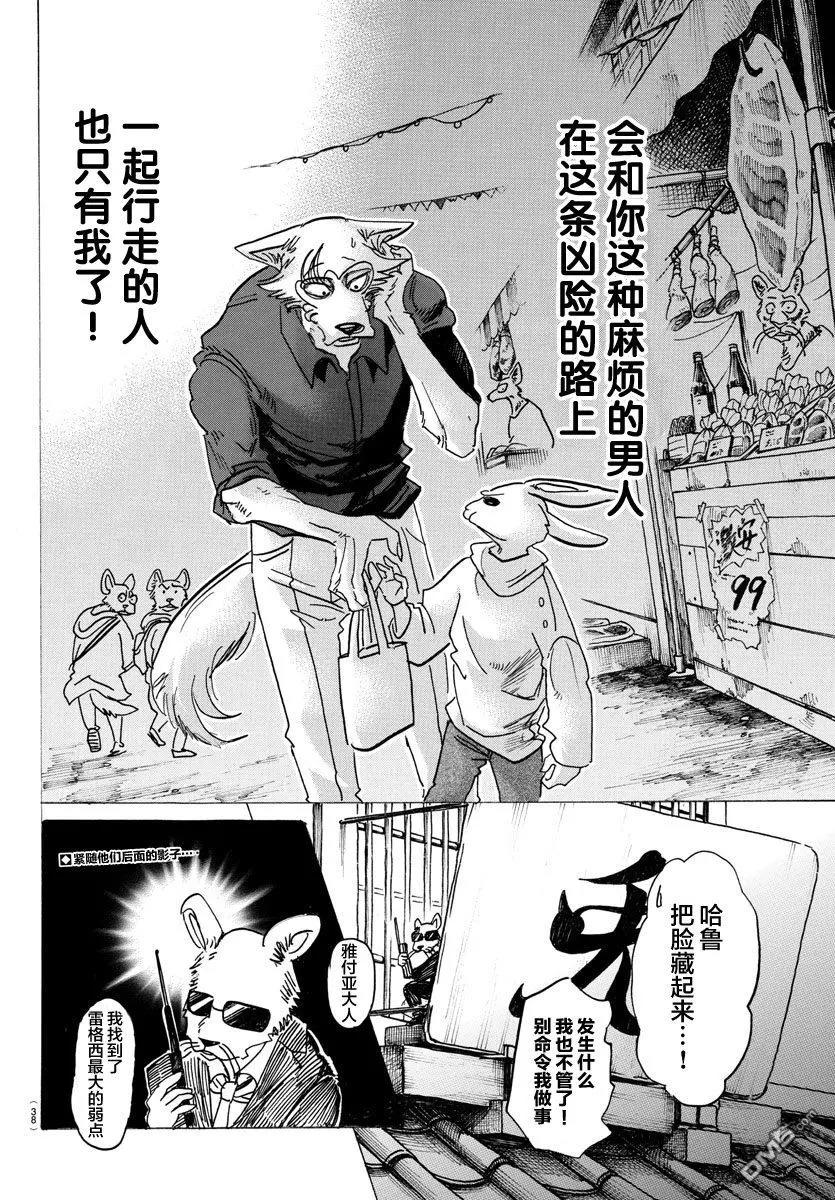 会和你这种麻烦的男人
在这条凶险的路上
一起行走的人
也只有我了！
激安
99
哈鲁
把脸藏起来…！
发生什么
我也不管了！
别命令我做事
◆紧随他们后面的影子……
雅付亚大人
我找到了
雷格西最大的弱点
(38)
DM5.com